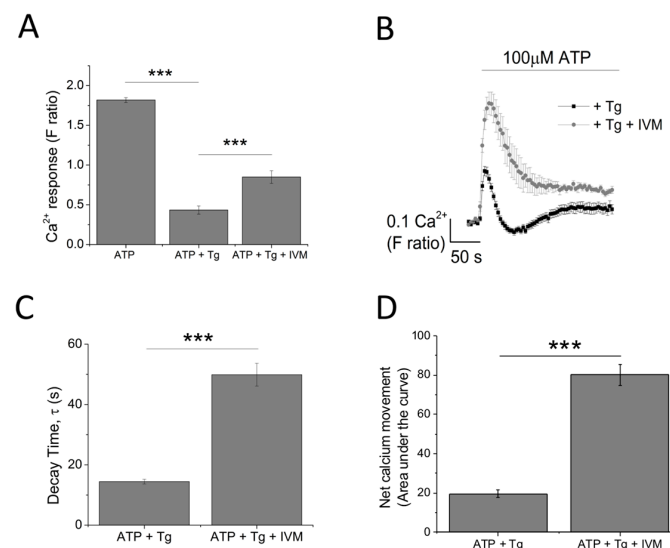 A
Ca²⁺ response (F ratio)
2.0
1.5
1.0
0.5
0.0
***
***
ATP
ATP + Tg
ATP + Tg + IVM
B
100µM ATP
+ Tg
+ Tg + IVM
0.1 Ca²⁺
(F ratio)
50 s
C
Decay Time, τ (s)
60
40
20
0
***
ATP + Tg
ATP + Tg + IVM
D
Net calcium movement
(Area under the curve)
100
80
60
40
20
0
***
ATP + Tg
ATP + Tg + IVM